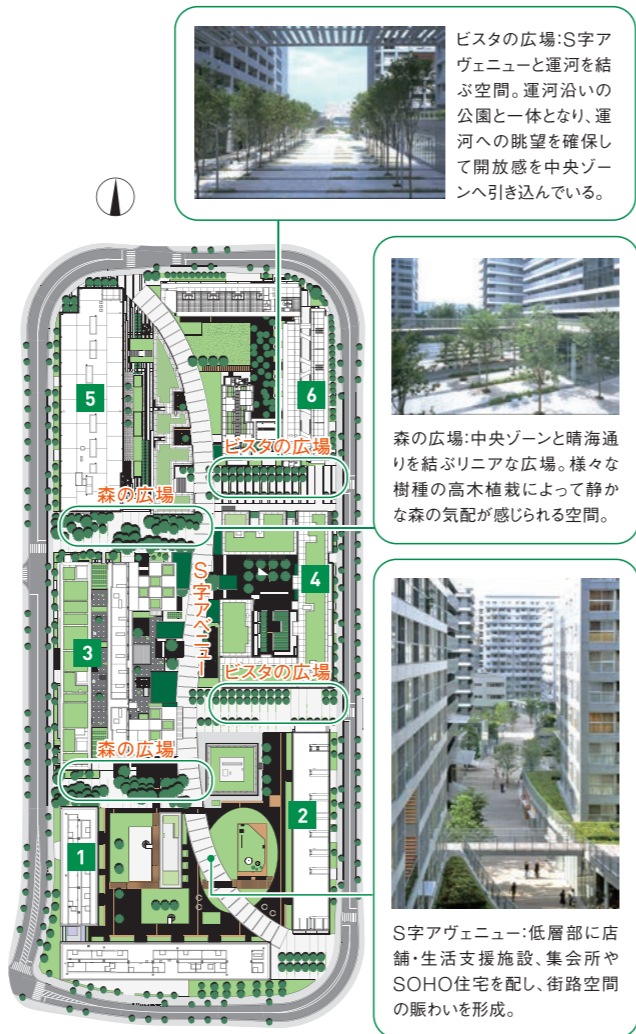 ビスタの広場:S字ア
ヴェニューと運河を結
ぶ空間。運河沿いの
公園と一体となり、運
河への眺望を確保し
て開放感を中央ゾー
ンへ引き込んでいる。
森の広場:中央ゾーンと晴海通
りを結ぶリニアな広場。様々な
樹種の高木植栽によって静か
な森の気配が感じられる空間。
S字アヴェニュー:低層部に店
舗・生活支援施設、集会所や
SOHO住宅を配し、街路空間
の賑わいを形成。
5
6
ビスタの広場
森の広場
S字アベニュー
4
3
ビスタの広場
森の広場
2
1